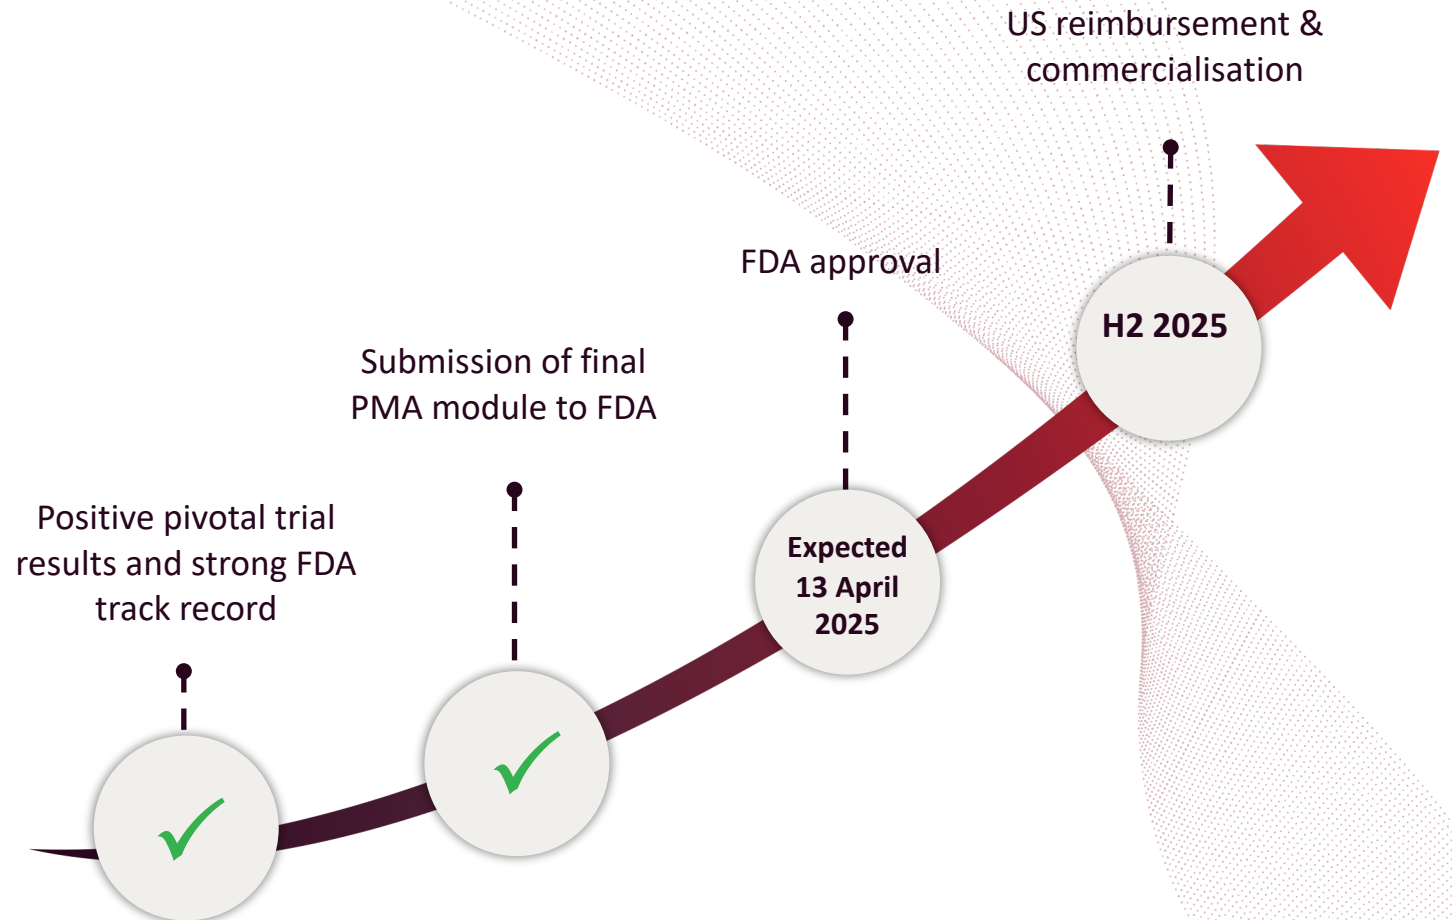 US reimbursement &
commercialisation
H2 2025
FDA approval
Expected
13 April
2025
Submission of final
PMA module to FDA
Positive pivotal trial
results and strong FDA
track record